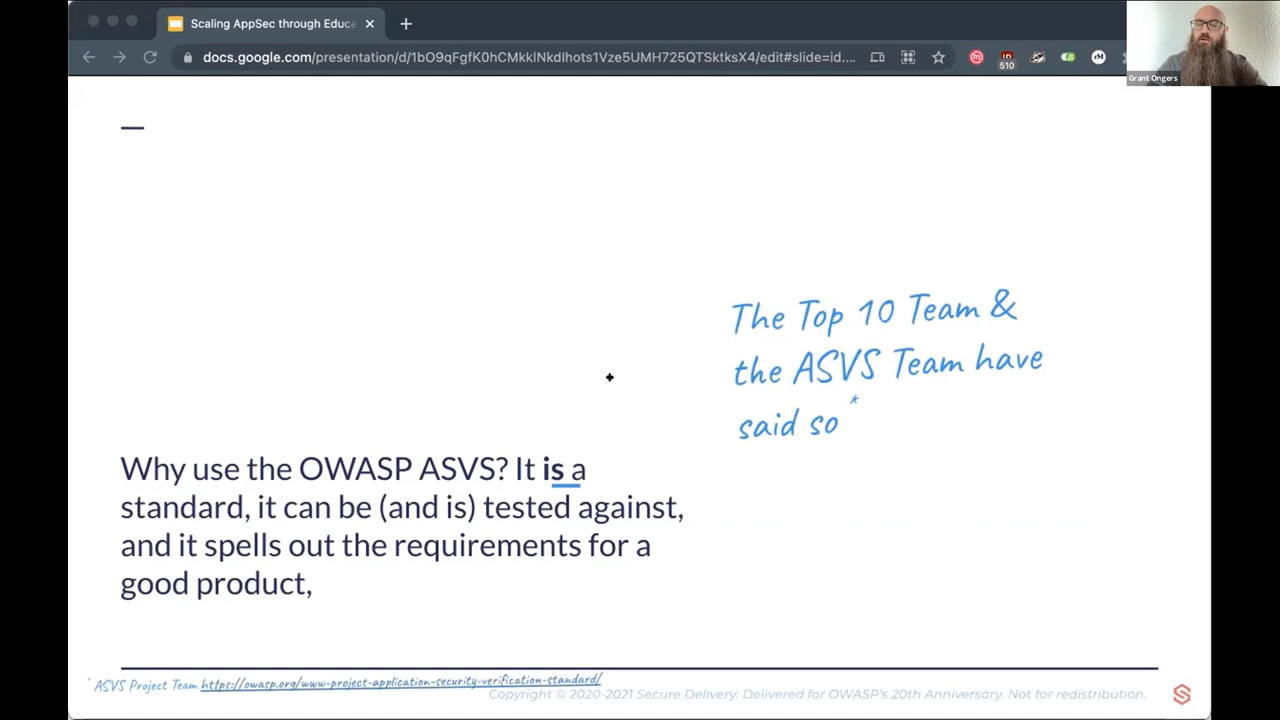 Scaling AppSec through Educa
docs.google.com/presentation/d/1bO9qFgfK0hCMkklNkdlhots1Vze5UMH725QTSktksX4/edit#slide=id....
510
Grant Ongers
The Top 10 Team &
the ASVS Team have
said so*
Why use the OWASP ASVS? It is a
standard, it can be (and is) tested against,
and it spells out the requirements for a
good product,
* ASVS Project Team https://owasp.org/www-project-application-security-verification-standard/
Copyright © 2020-2021 Secure Delivery. Delivered for OWASP's 20th Anniversary. Not for redistribution.